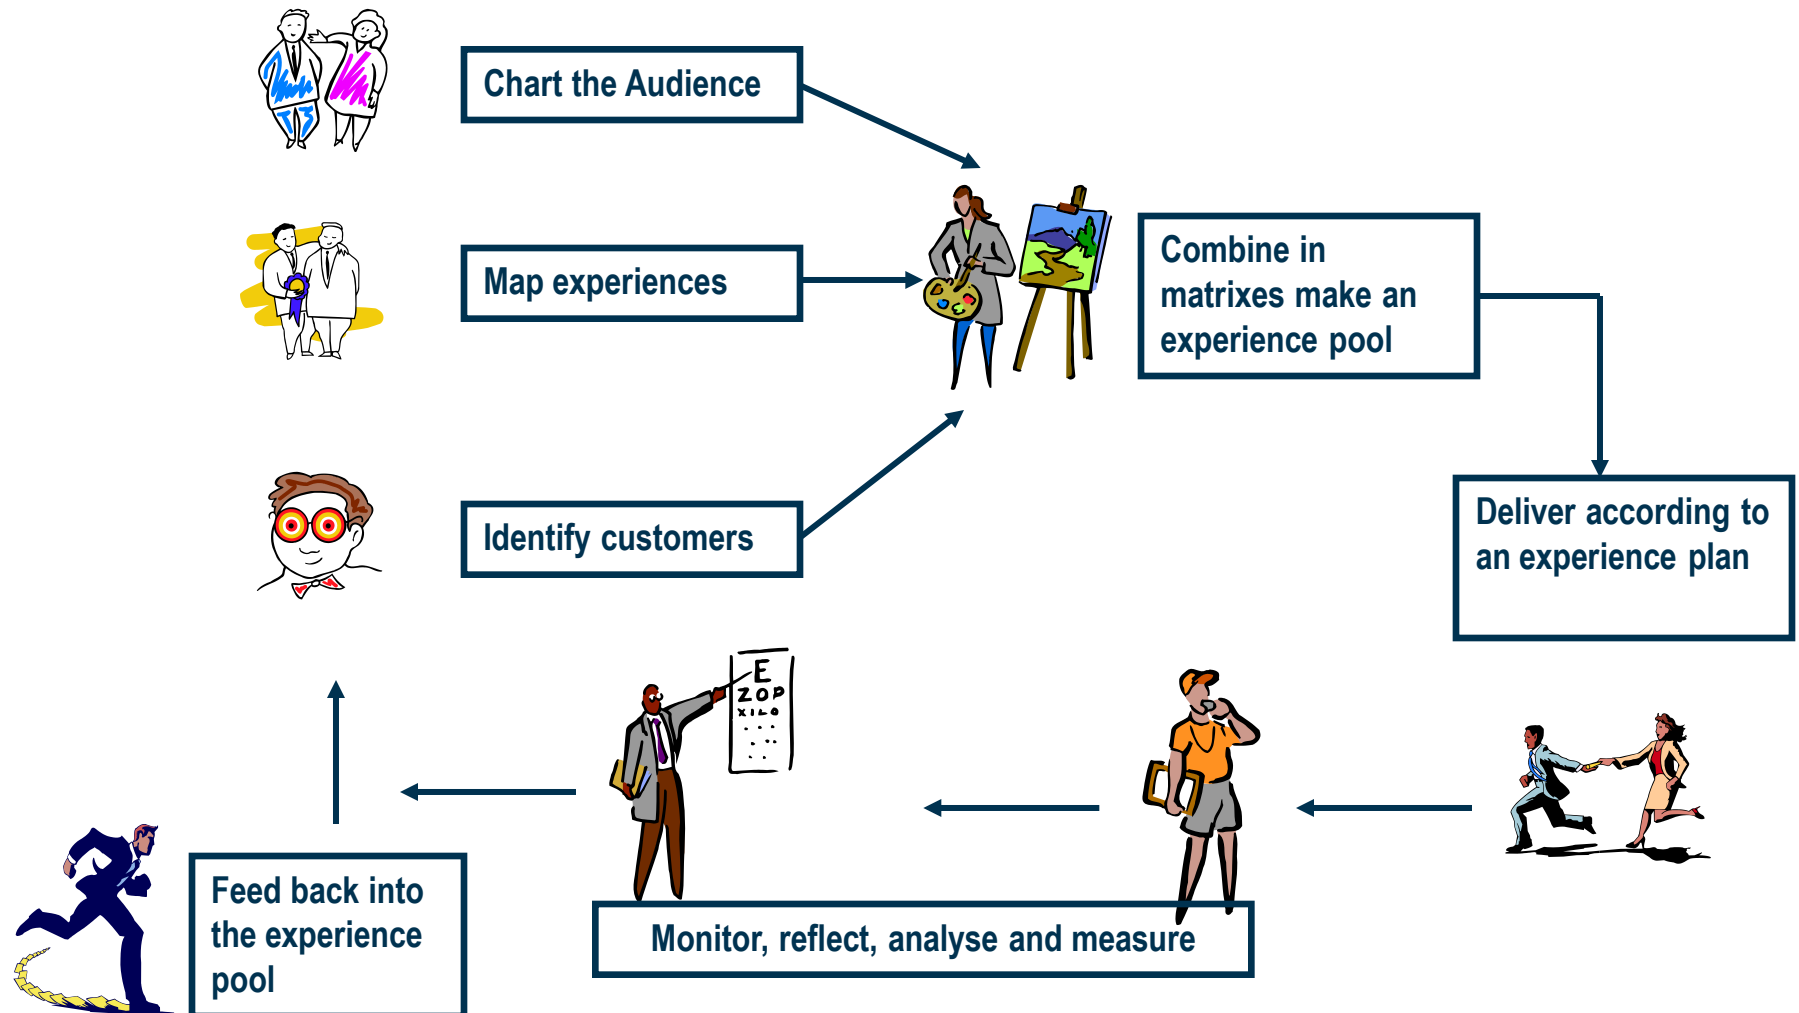 Chart the Audience
Map experiences
Combine in
matrixes make an
experience pool
Identify customers
Deliver according to
an experience plan
E
ZOP
XILO
Feed back into
the experience
pool
Monitor, reflect, analyse and measure